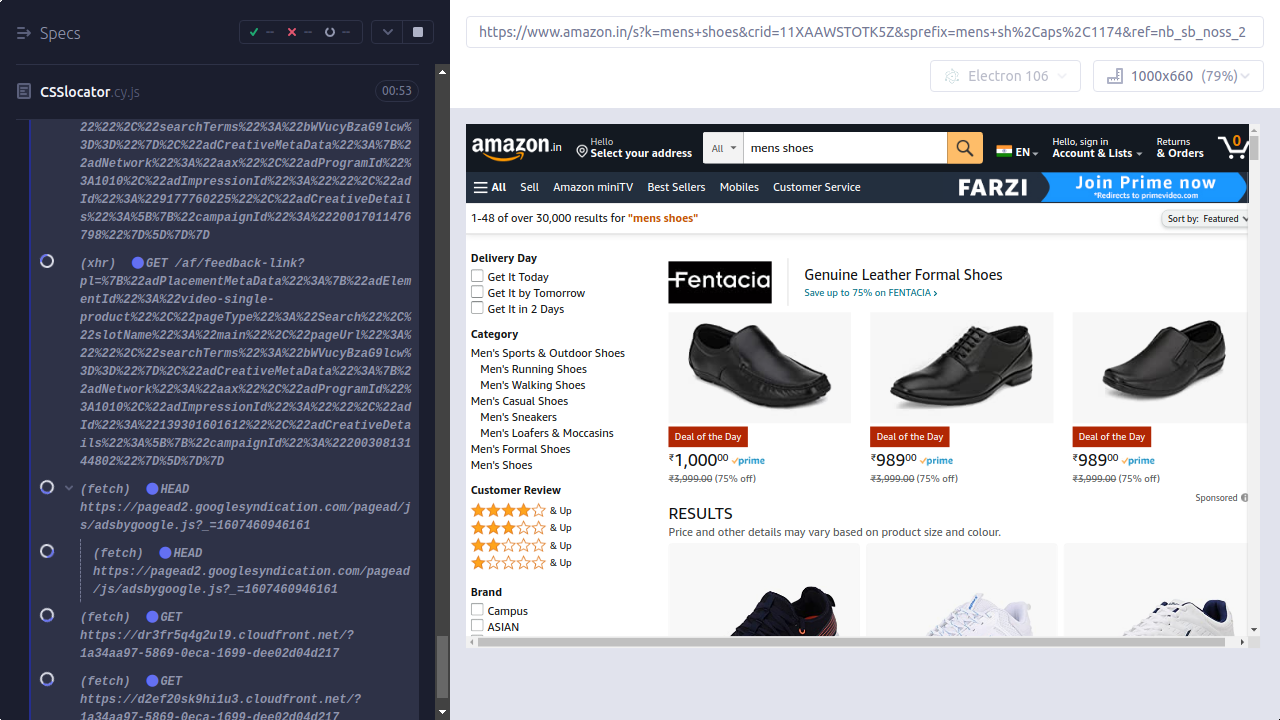 Specs
CSSlocator.cy.js
00:53
22%2C%22searchTerms%22%3A%22bWVucyBzaG9lcw%
3D%3D%22%7D%2C%22adCreativeMetaData%22%3A%7B%2
2adNetwork%22%3A%22aax%22%2C%22adProgramId%22%
3A1010%2C%22adImpressionId%22%3A%22%22%2C%22ad
Id%22%3A%229177760225%22%2C%22adCreativeDetail
s%22%3A%5B%7B%22campaignId%22%3A%2220017011476
798%22%7D%5D%7D%7D
(xhr) GET /af/feedback-link?
pl=%7B%22adPlacementMetaData%22%3A%7B%22adElem
entId%22%3A%22video-single-
product%22%2C%22pageType%22%3A%22Search%22%2C%
22slotName%22%3A%22main%22%2C%22pageUrl%22%3A%
22%22%2C%22searchTerms%22%3A%22bWVucyBzaG9lcw%
3D%3D%22%7D%2C%22adCreativeMetaData%22%3A%7B%2
2adNetwork%22%3A%22aax%22%2C%22adProgramId%22%
3A1010%2C%22adImpressionId%22%3A%22%22%2C%22ad
Id%22%3A%22139301601612%22%2C%22adCreativeDeta
ils%22%3A%5B%7B%22campaignId%22%3A%22200308131
44802%22%7D%5D%7D%7D
(fetch) HEAD
https://pagead2.googlesyndication.com/pagead/j
s/adsbygoogle.js?_=1607460946161
(fetch) HEAD
https://pagead2.googlesyndication.com/pagead
/js/adsbygoogle.js?_=1607460946161
(fetch) GET
https://dr3fr5q4g2ul9.cloudfront.net/?
1a34aa97-5869-0eca-1699-dee02d04d217
(fetch) GET
https://d2ef20sk9hi1u3.cloudfront.net/?
1a34aa97-5869-0eca-1699-dee02d04d217
https://www.amazon.in/s?k=mens+shoes&crid=11XAAWSTOTK5Z&sprefix=mens+sh%2Caps%2C1174&ref=nb_sb_noss_2
Electron 106
1000x660 (79%)
amazon.in
Hello
Select your address
All
mens shoes
EN
Hello, sign in
Account & Lists
Returns
& Orders
0
All Sell Amazon miniTV Best Sellers Mobiles Customer Service
FARZI
Join Prime now
*Redirects to primevideo.com
1-48 of over 30,000 results for "mens shoes"
Sort by: Featured
Delivery Day
Get It Today
Get It by Tomorrow
Get It in 2 Days
Category
Men's Sports & Outdoor Shoes
Men's Running Shoes
Men's Walking Shoes
Men's Casual Shoes
Men's Sneakers
Men's Loafers & Moccasins
Men's Formal Shoes
Men's Shoes
Customer Review
& Up
& Up
& Up
& Up
Brand
Campus
ASIAN
Fentacia
Genuine Leather Formal Shoes
Save up to 75% on FENTACIA ›
Deal of the Day
₹1,000⁰⁰ prime
₹3,999.00 (75% off)
Deal of the Day
₹989⁰⁰ prime
₹3,999.00 (75% off)
Deal of the Day
₹989⁰⁰ prime
₹3,999.00 (75% off)
Sponsored
RESULTS
Price and other details may vary based on product size and colour.